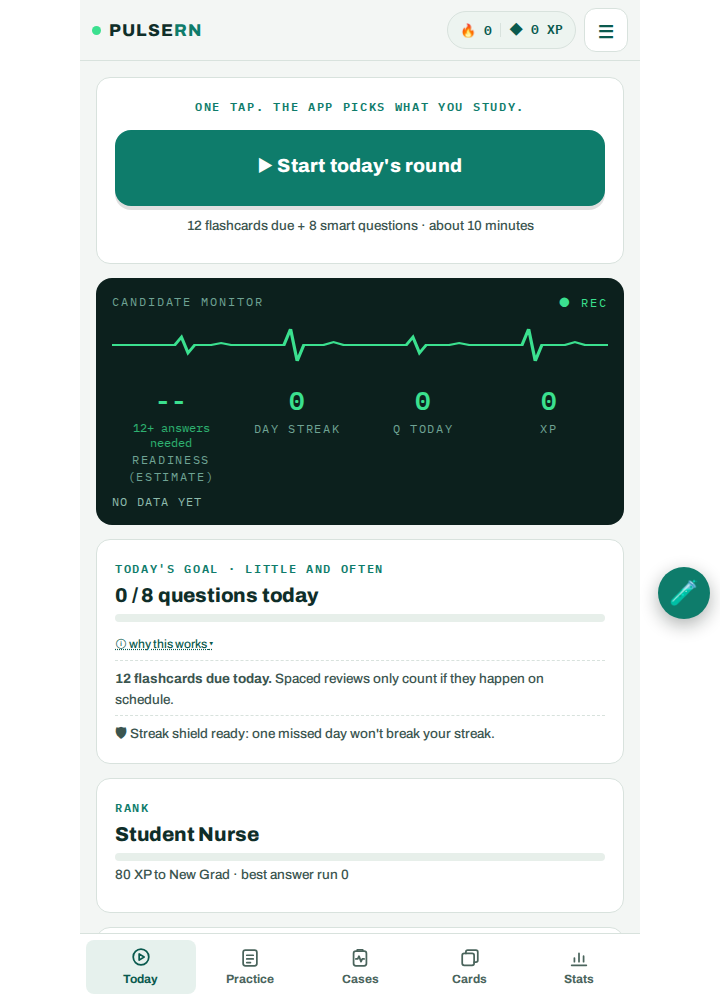 PULSERN
🔥 0 ◆ 0 XP
ONE TAP. THE APP PICKS WHAT YOU STUDY.
▶ Start today's round
12 flashcards due + 8 smart questions · about 10 minutes
CANDIDATE MONITOR
● REC
--
12+ answers
needed
READINESS
(ESTIMATE)
0
DAY STREAK
0
Q TODAY
0
XP
NO DATA YET
TODAY'S GOAL · LITTLE AND OFTEN
0 / 8 questions today
ⓘ why this works ▾
12 flashcards due today. Spaced reviews only count if they happen on
schedule.
Streak shield ready: one missed day won't break your streak.
RANK
Student Nurse
80 XP to New Grad · best answer run 0
Today
Practice
Cases
Cards
Stats